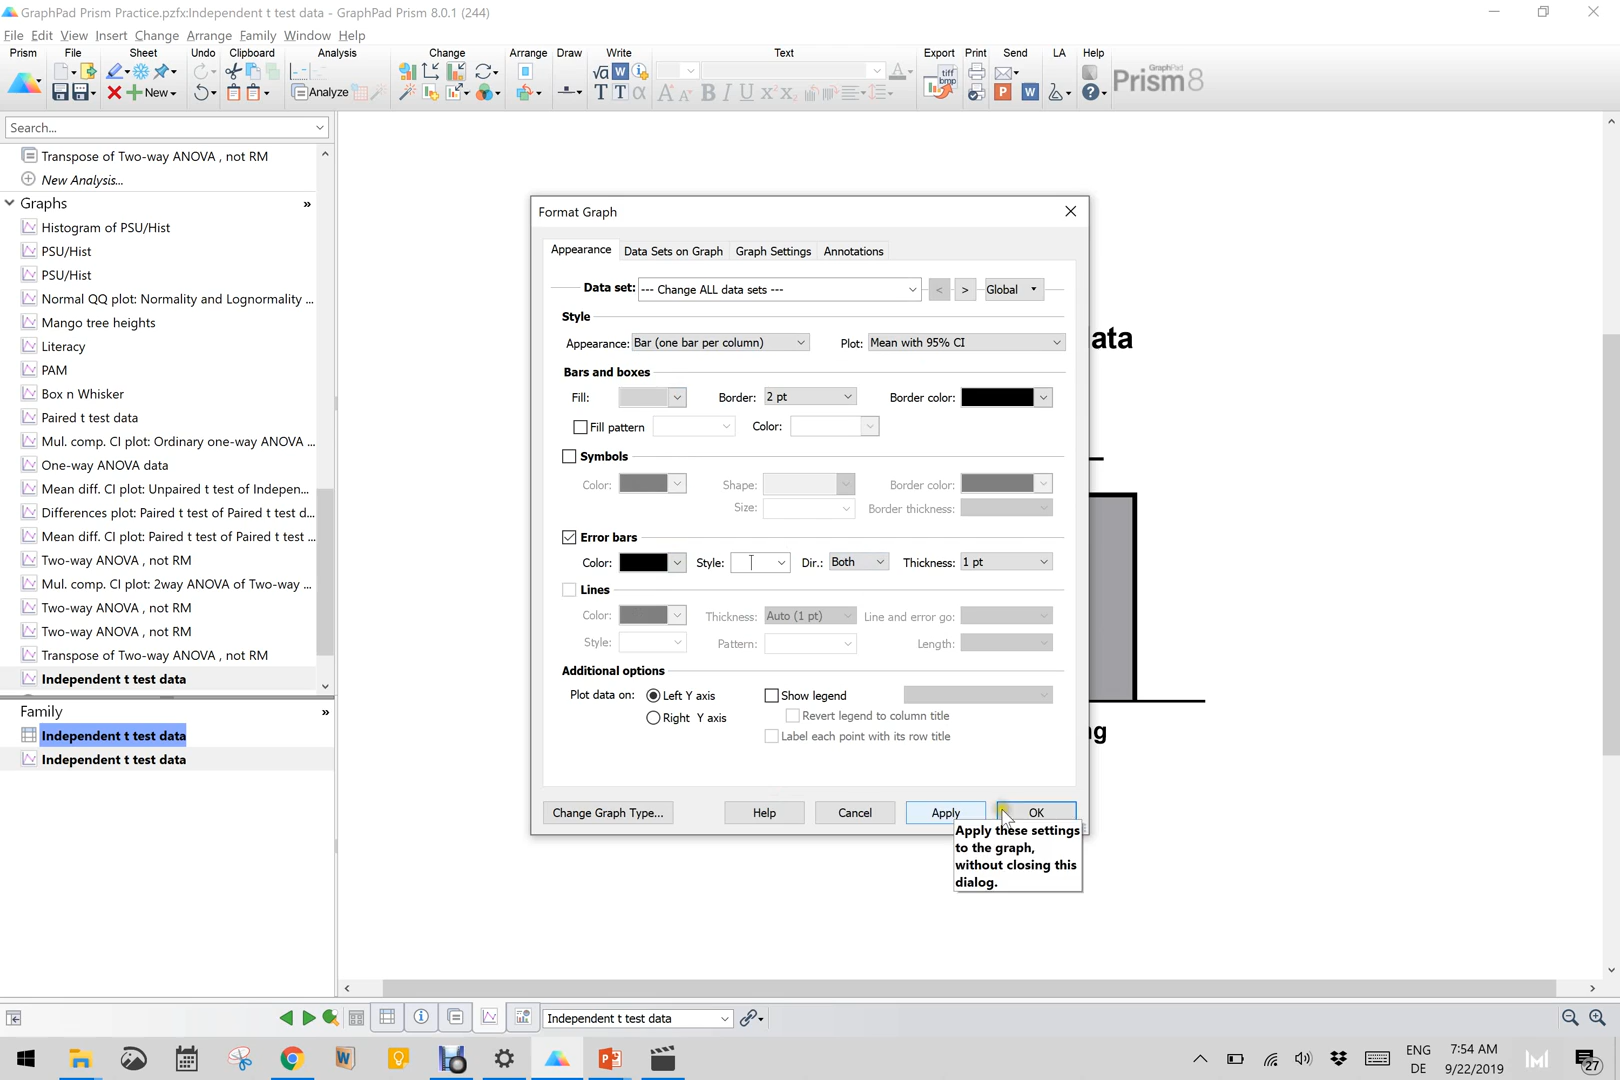 GraphPad Prism Practice.pzfx:Independent t test data - GraphPad Prism 8.0.1 (244)
File Edit View Insert Change Arrange Family Window Help
Prism File Sheet Undo Clipboard Analysis Change Arrange Draw Write Text Export Print Send LA Help
New
Analyze
tiff
bmp
GraphPad
Prism 8
Search...
Transpose of Two-way ANOVA , not RM
New Analysis...
Graphs
Histogram of PSU/Hist
PSU/Hist
PSU/Hist
Normal QQ plot: Normality and Lognormality ...
Mango tree heights
Literacy
PAM
Box n Whisker
Paired t test data
Mul. comp. CI plot: Ordinary one-way ANOVA ...
One-way ANOVA data
Mean diff. CI plot: Unpaired t test of Indepen...
Differences plot: Paired t test of Paired t test d...
Mean diff. CI plot: Paired t test of Paired t test ...
Two-way ANOVA , not RM
Mul. comp. CI plot: 2way ANOVA of Two-way ...
Two-way ANOVA , not RM
Two-way ANOVA , not RM
Transpose of Two-way ANOVA , not RM
Independent t test data
Family
Independent t test data
Independent t test data
Format Graph
Appearance Data Sets on Graph Graph Settings Annotations
Data set: --- Change ALL data sets --- < > Global
Style
Appearance: Bar (one bar per column) Plot: Mean with 95% CI
Bars and boxes
Fill: Border: 2 pt Border color:
Fill pattern Color:
Symbols
Color: Shape: Border color:
Size: Border thickness:
Error bars
Color: Style: Dir.: Both Thickness: 1 pt
Lines
Color: Thickness: Auto (1 pt) Line and error go:
Style: Pattern: Length:
Additional options
Plot data on: Left Y axis Show legend
Revert legend to column title
Right Y axis
Label each point with its row title
Change Graph Type... Help Cancel Apply OK
Apply these settings
to the graph,
without closing this
dialog.
ata
ng
Independent t test data
ENG
DE
7:54 AM
9/22/2019
27